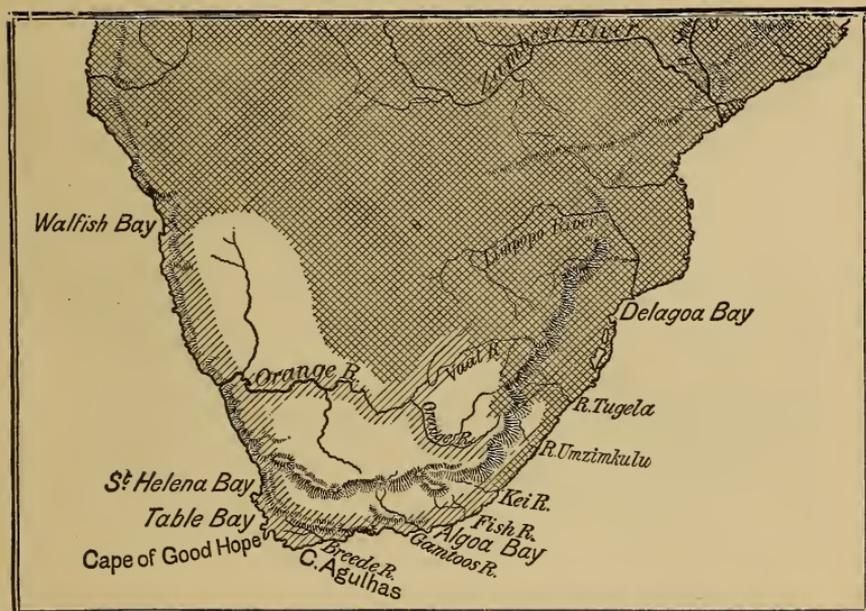 Zambesi River
Walfish Bay
Limpopo River
Delagoa Bay
Vaal R.
Orange R.
Orange R.
R. Tugela
R. Umzimkulu
St. Helena Bay
Kei R.
Table Bay
Fish R.
Algoa Bay
Cape of Good Hope
Gamtoos R.
Breede R.
C. Agulhas